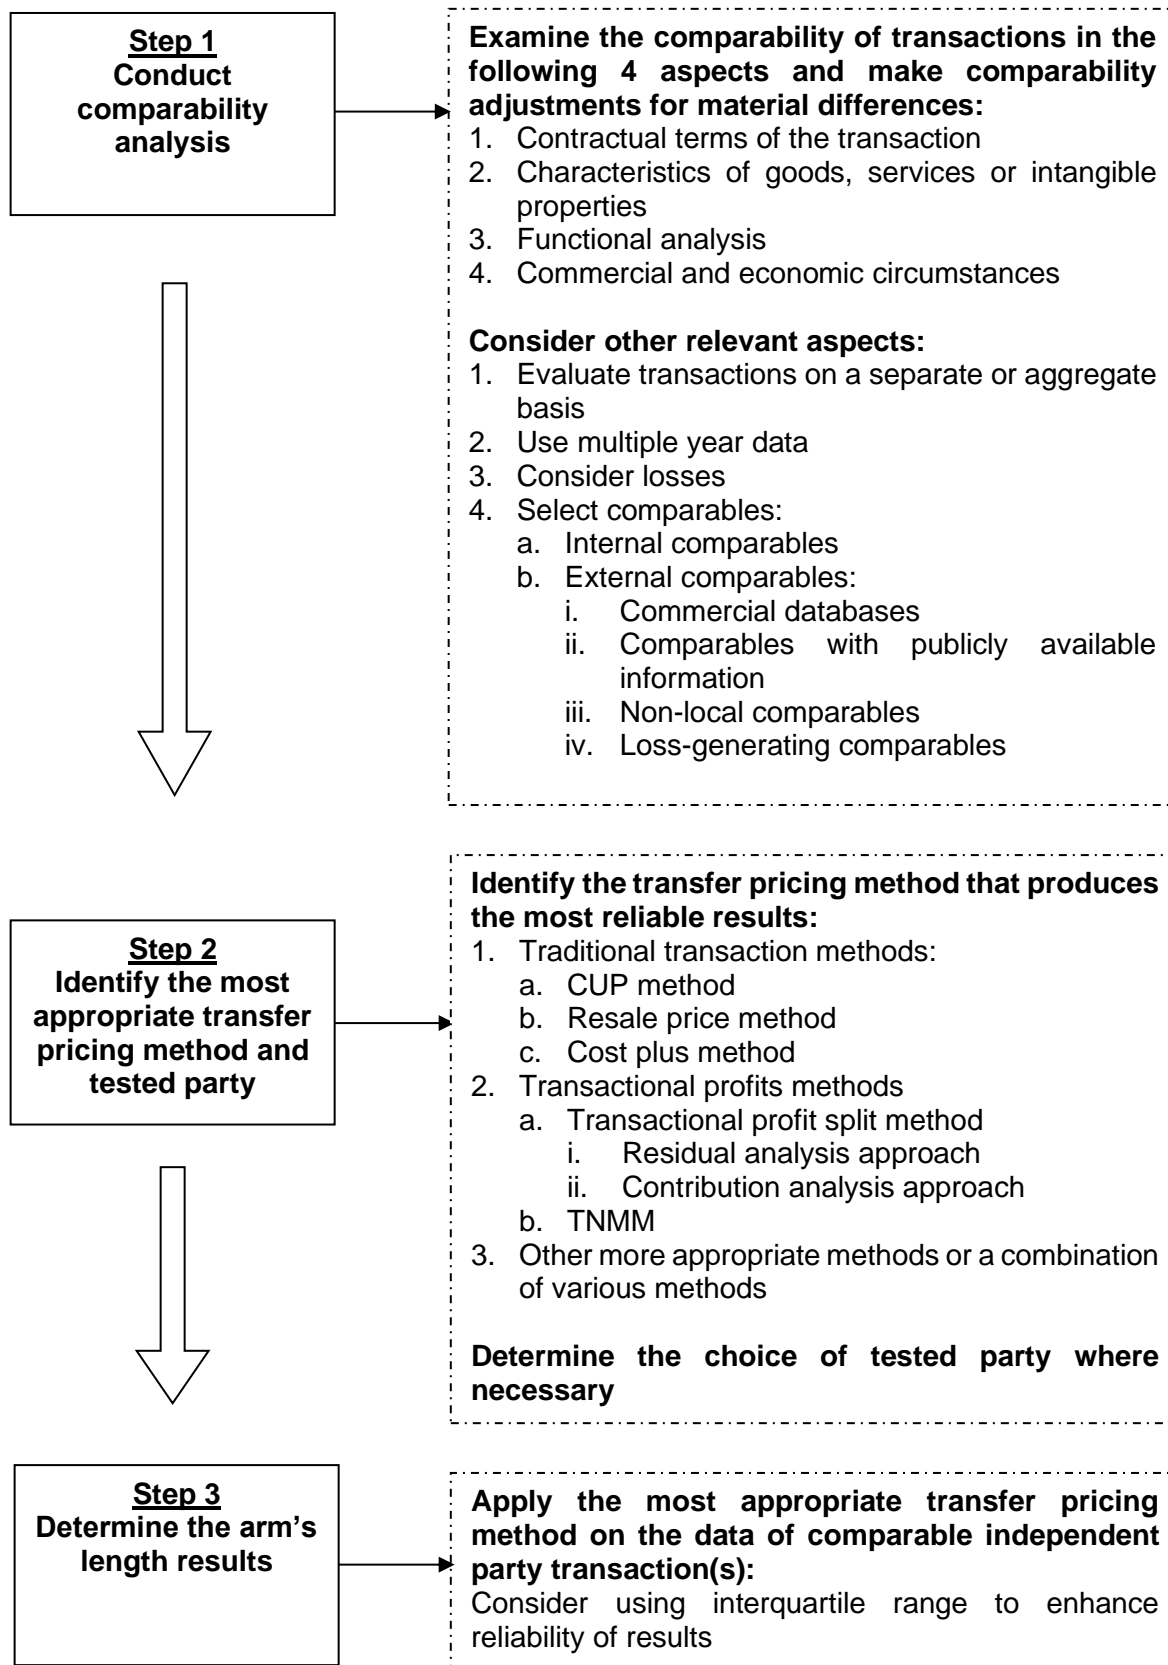 Step 1
Conduct
comparability
analysis
Examine the comparability of transactions in the
following 4 aspects and make comparability
adjustments for material differences:
1. Contractual terms of the transaction
2. Characteristics of goods, services or intangible
properties
3. Functional analysis
4. Commercial and economic circumstances
Consider other relevant aspects:
1. Evaluate transactions on a separate or aggregate
basis
2. Use multiple year data
3. Consider losses
4. Select comparables:
a. Internal comparables
b. External comparables:
i. Commercial databases
ii. Comparables with publicly available
information
iii. Non-local comparables
iv. Loss-generating comparables
Step 2
Identify the most
appropriate transfer
pricing method and
tested party
Identify the transfer pricing method that produces
the most reliable results:
1. Traditional transaction methods:
a. CUP method
b. Resale price method
c. Cost plus method
2. Transactional profits methods
a. Transactional profit split method
i. Residual analysis approach
ii. Contribution analysis approach
b. TNMM
3. Other more appropriate methods or a combination
of various methods
Determine the choice of tested party where
necessary
Step 3
Determine the arm’s
length results
Apply the most appropriate transfer pricing
method on the data of comparable independent
party transaction(s):
Consider using interquartile range to enhance
reliability of results